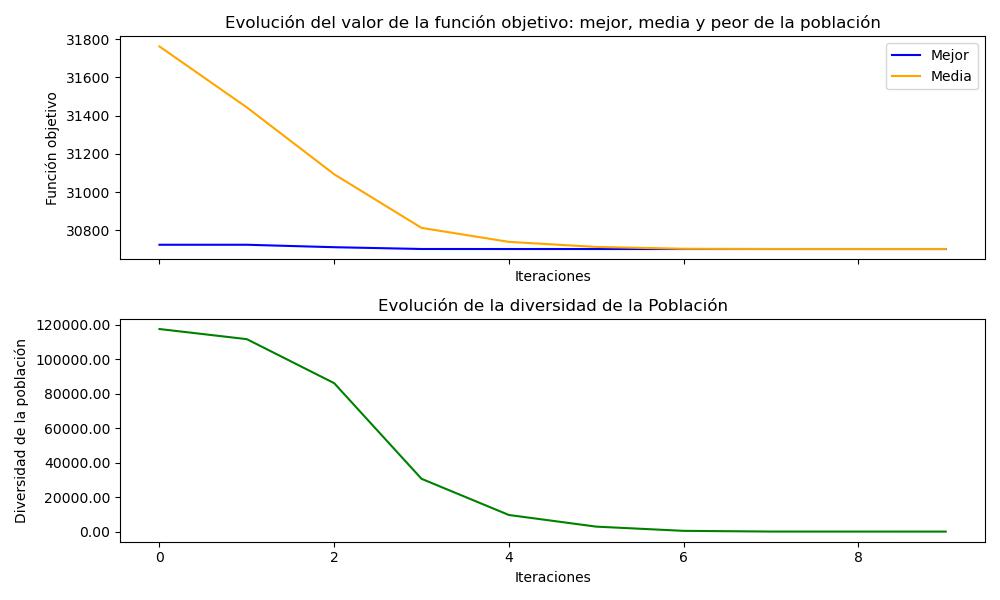 Evolución del valor de la función objetivo: mejor, media y peor de la población
31800
31600
31400
31200
31000
30800
Función objetivo
Mejor
Media
Iteraciones
Evolución de la diversidad de la Población
120000.00
100000.00
80000.00
60000.00
40000.00
20000.00
0.00
Diversidad de la población
0 2 4 6 8
Iteraciones